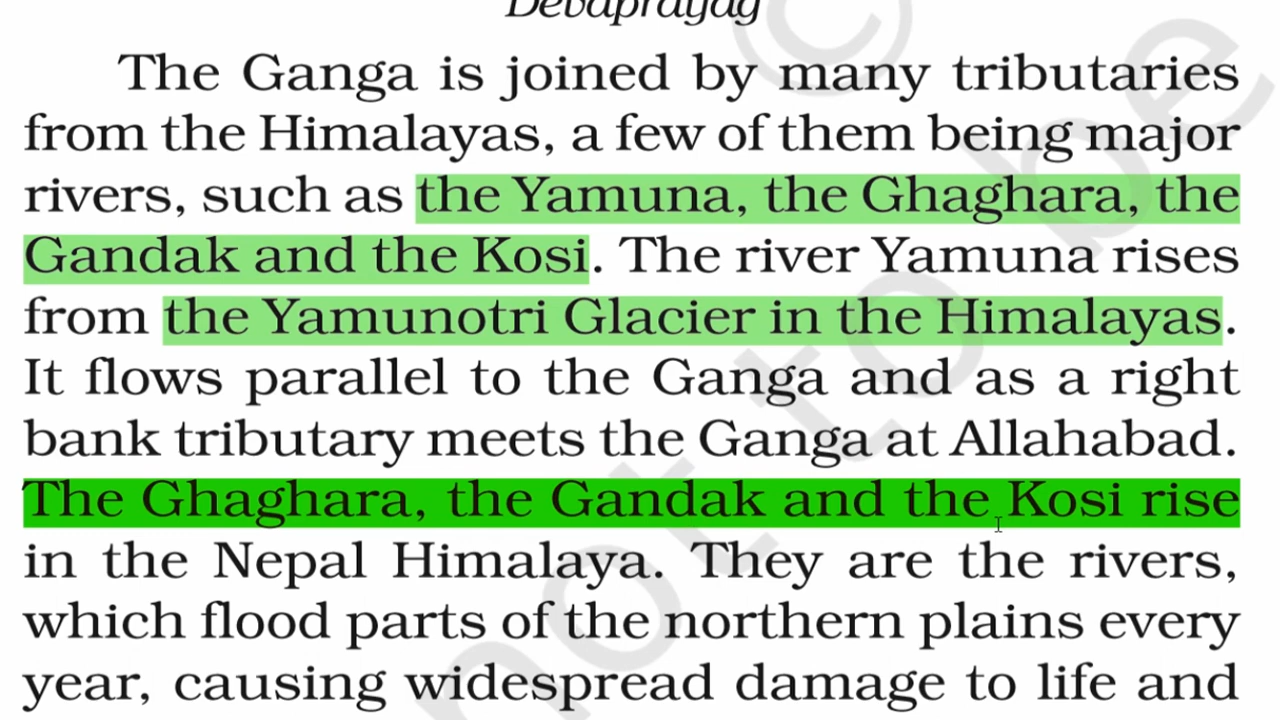 Debaprayag
The Ganga is joined by many tributaries
from the Himalayas, a few of them being major
rivers, such as the Yamuna, the Ghaghara, the
Gandak and the Kosi. The river Yamuna rises
from the Yamunotri Glacier in the Himalayas.
It flows parallel to the Ganga and as a right
bank tributary meets the Ganga at Allahabad.
The Ghaghara, the Gandak and the Kosi rise
in the Nepal Himalaya. They are the rivers,
which flood parts of the northern plains every
year, causing widespread damage to life and
© not to be